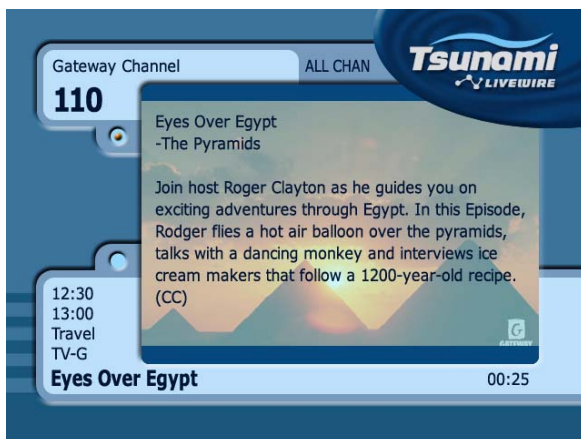 Tsunami
LIVEWIRE
Gateway Channel
ALL CHAN
110
Eyes Over Egypt
-The Pyramids
Join host Roger Clayton as he guides you on
exciting adventures through Egypt. In this Episode,
Rodger flies a hot air balloon over the pyramids,
talks with a dancing monkey and interviews ice
cream makers that follow a 1200-year-old recipe.
(CC)
12:30
13:00
Travel
TV-G
G
GATEWAY
Eyes Over Egypt
00:25